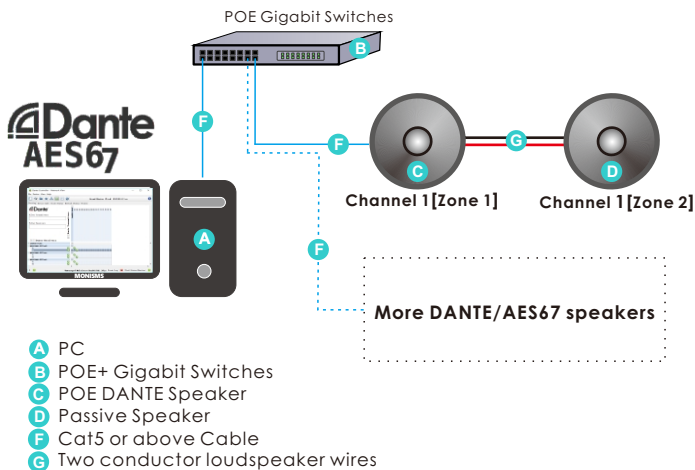 POE Gigabit Switches
B
Dante
AES67
F
F
G
C
D
Channel 1[Zone 1]
Channel 1[Zone 2]
A
F
Dante
MONISMS
More DANTE/AES67 speakers
A PC
B POE+ Gigabit Switches
C POE DANTE Speaker
D Passive Speaker
F Cat5 or above Cable
G Two conductor loudspeaker wires